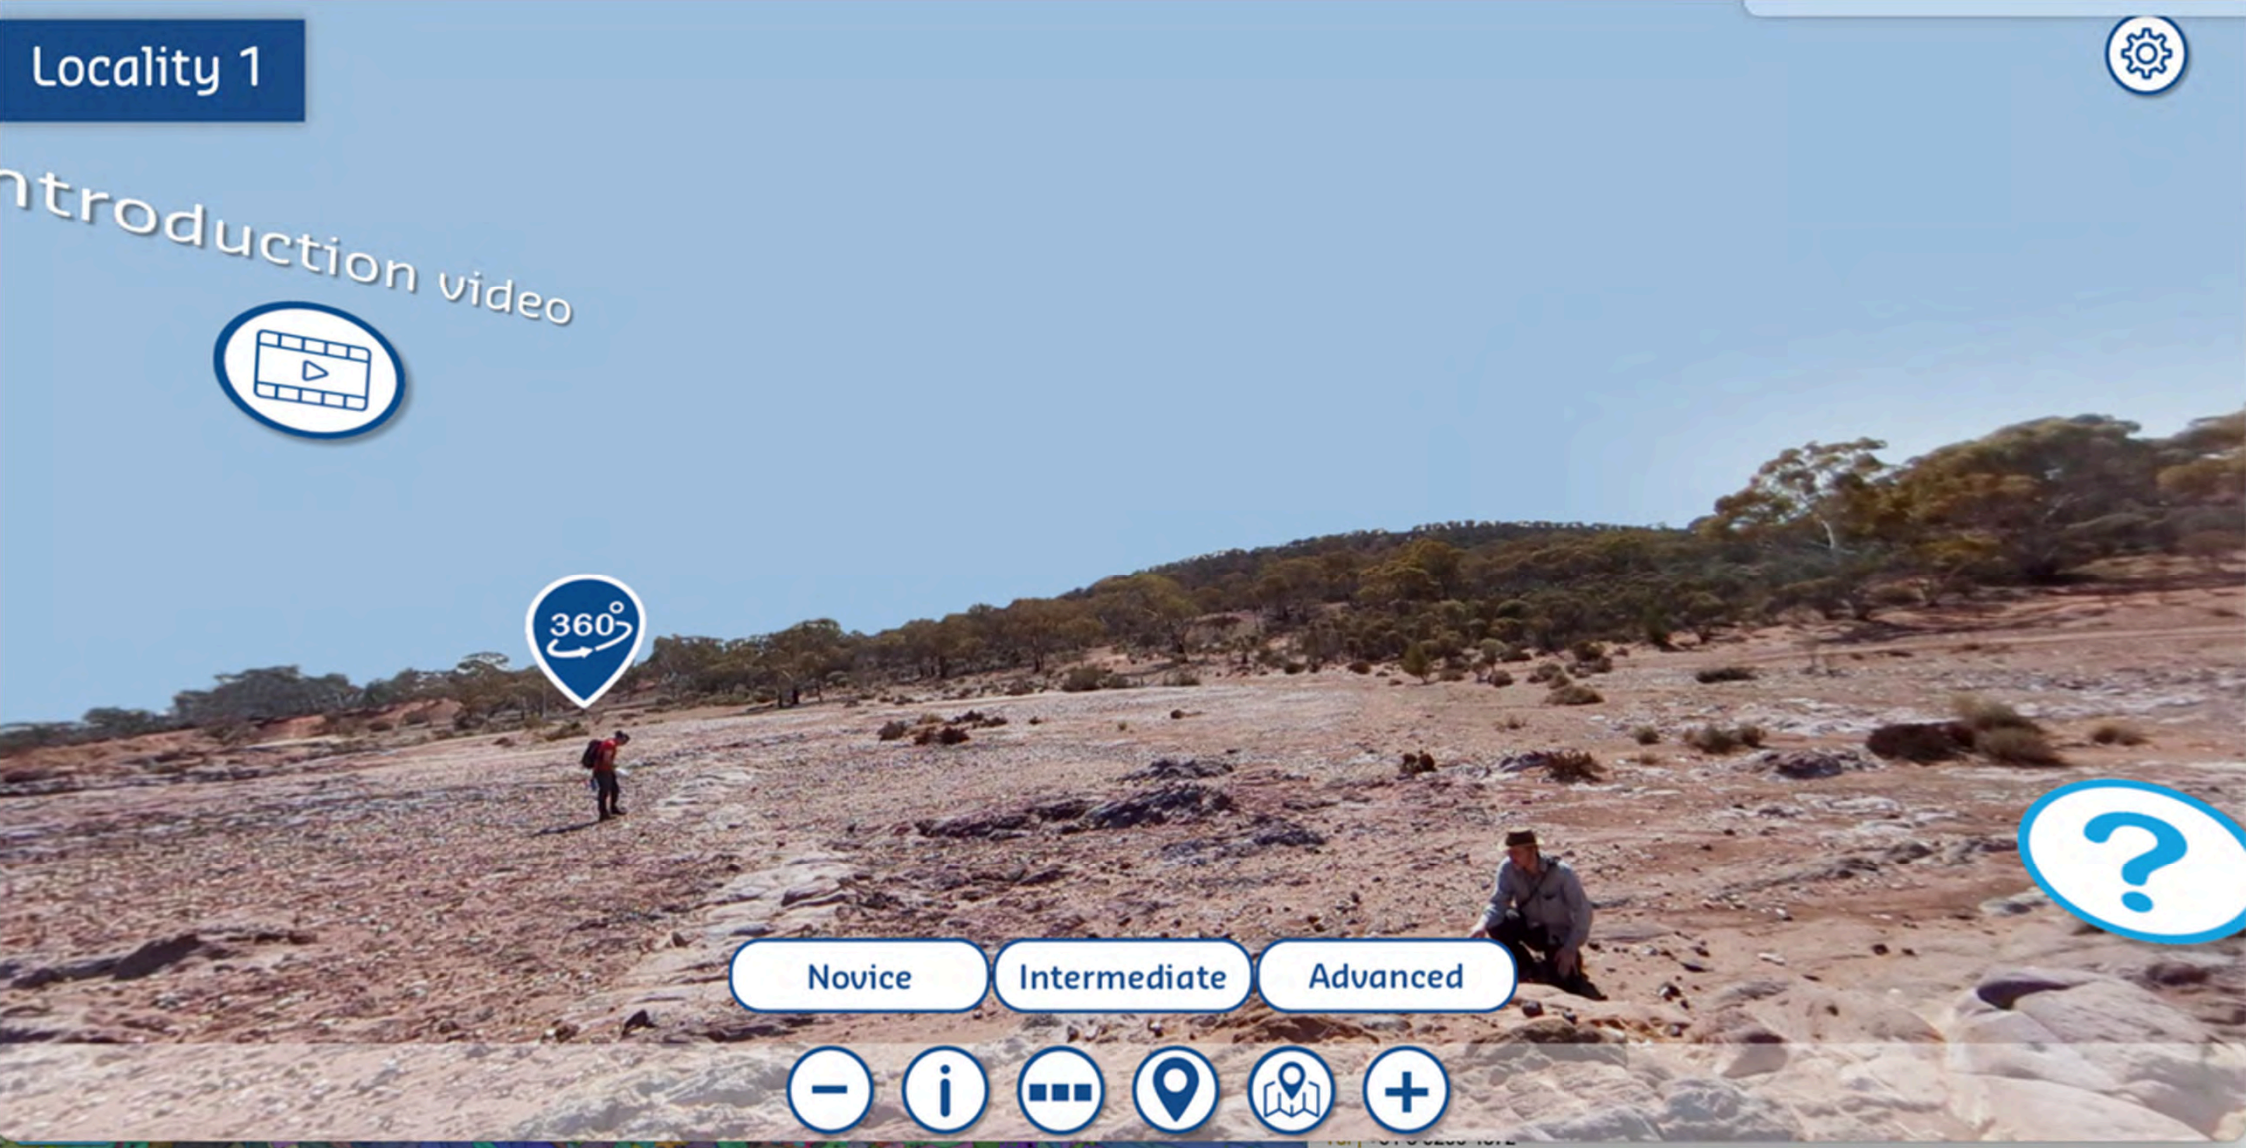 Locality 1
ntroduction video
360°
?
Novice
Intermediate
Advanced
i